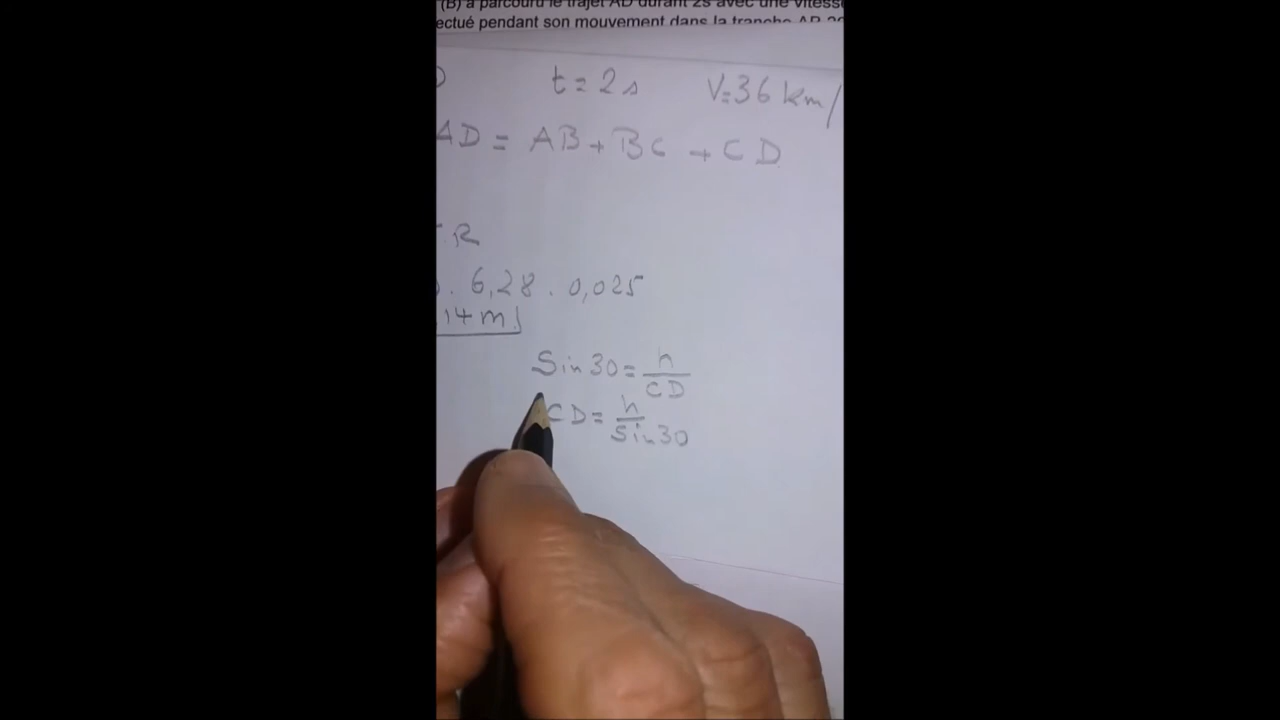 (B) a parcouru le trajet AD durant 2s avec une vitesse
ectué pendant son mouvement dans la tranche AB
t = 2 s V=36 km/
AD = AB + BC + CD
R
. 6,28 . 0,025
14 m
Sin 30 = h/CD
CD = h/Sin 30